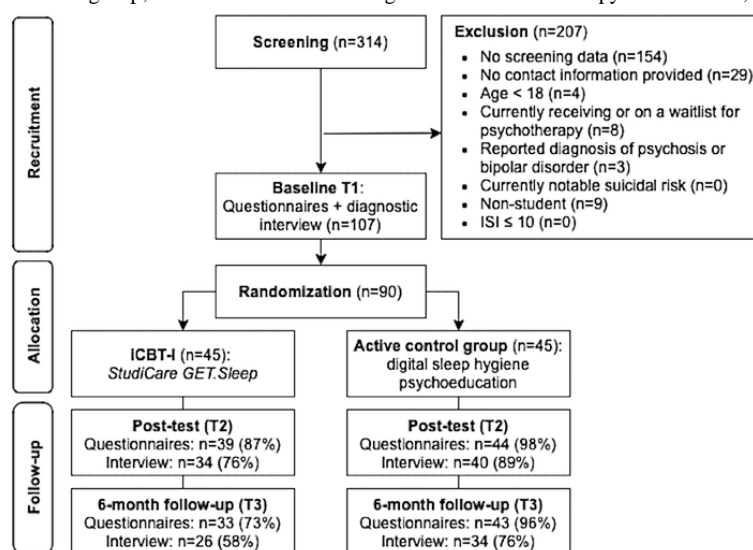 Screening (n=314)
Exclusion (n=207)
• No screening data (n=154)
• No contact information provided (n=29)
• Age < 18 (n=4)
• Currently receiving or on a waitlist for
psychotherapy (n=8)
• Reported diagnosis of psychosis or
bipolar disorder (n=3)
• Currently notable suicidal risk (n=0)
• Non-student (n=9)
• ISI ≤ 10 (n=0)
Recruitment
Baseline T1:
Questionnaires + diagnostic
interview (n=107)
Randomization (n=90)
Allocation
ICBT-I (n=45):
StudiCare GET.Sleep
Active control group (n=45):
digital sleep hygiene
psychoeducation
Follow-up
Post-test (T2)
Questionnaires: n=39 (87%)
Interview: n=34 (76%)
Post-test (T2)
Questionnaires: n=44 (98%)
Interview: n=40 (89%)
6-month follow-up (T3)
Questionnaires: n=33 (73%)
Interview: n=26 (58%)
6-month follow-up (T3)
Questionnaires: n=43 (96%)
Interview: n=34 (76%)